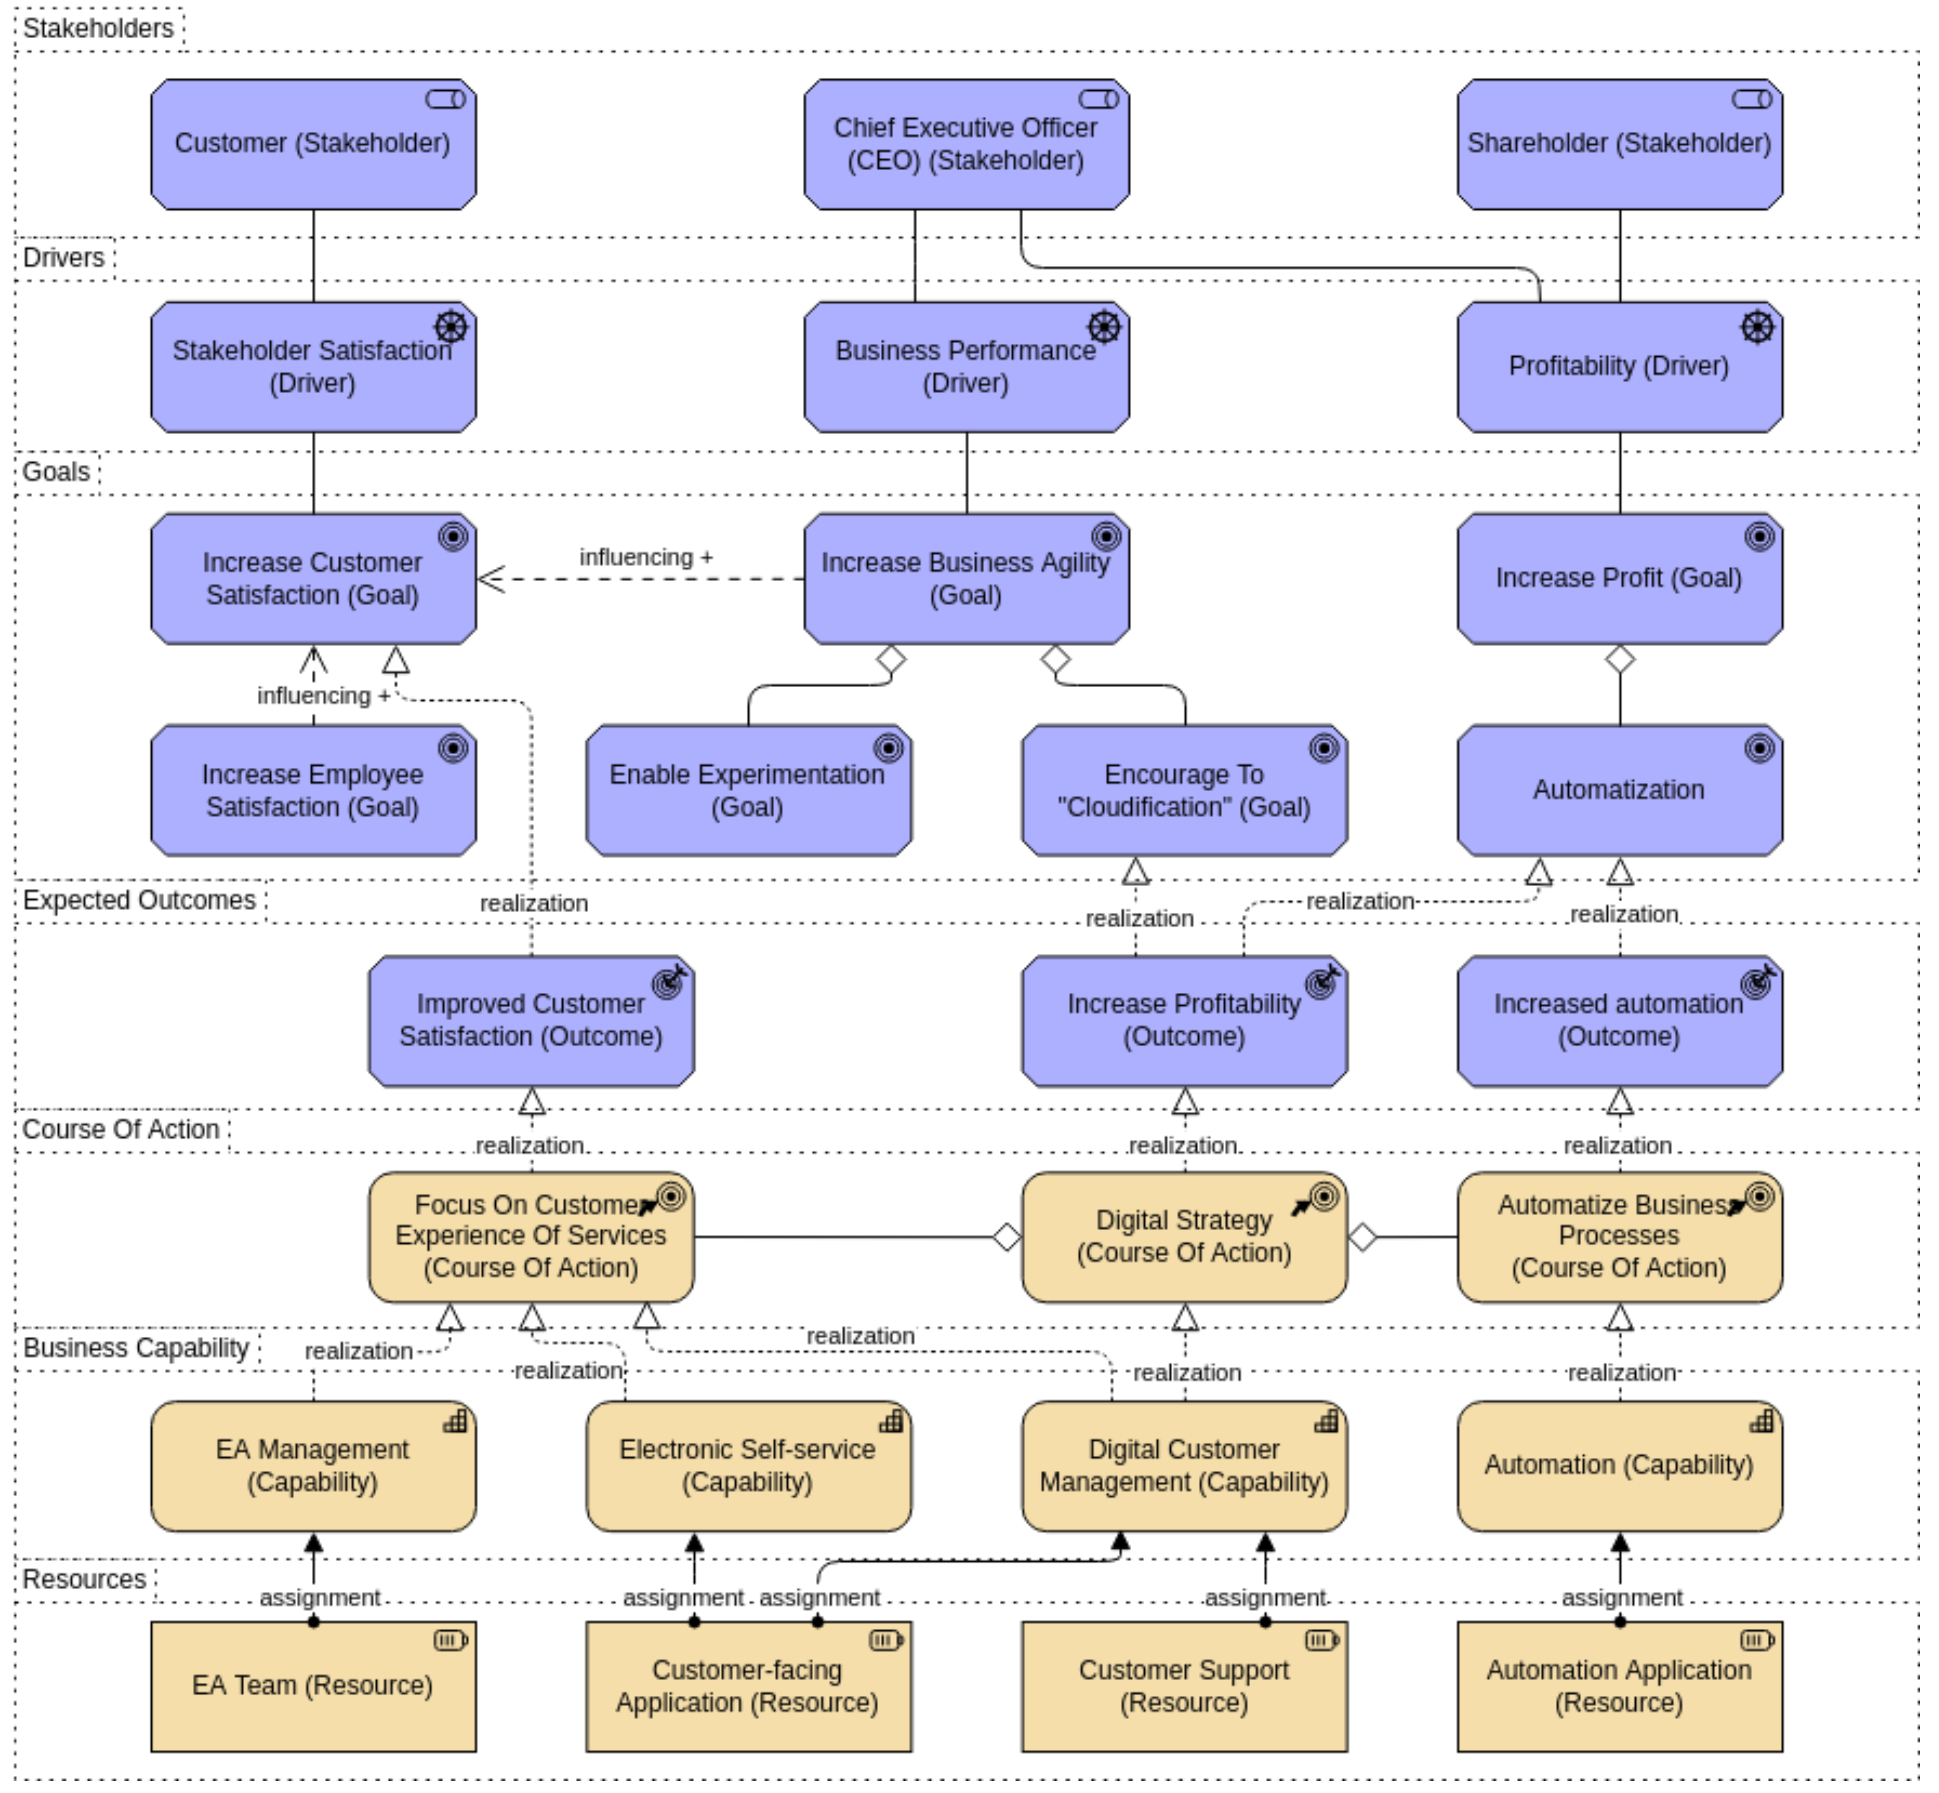 Stakeholders
Customer (Stakeholder)
Chief Executive Officer
(CEO) (Stakeholder)
Shareholder (Stakeholder)
Drivers
Stakeholder Satisfaction
(Driver)
Business Performance
(Driver)
Profitability (Driver)
Goals
Increase Customer
Satisfaction (Goal)
influencing +
Increase Business Agility
(Goal)
Increase Profit (Goal)
influencing +
Increase Employee
Satisfaction (Goal)
Enable Experimentation
(Goal)
Encourage To
"Cloudification" (Goal)
Automatization
Expected Outcomes
realization
realization
realization
realization
Improved Customer
Satisfaction (Outcome)
Increase Profitability
(Outcome)
Increased automation
(Outcome)
Course Of Action
realization
realization
realization
Focus On Customer
Experience Of Services
(Course Of Action)
Digital Strategy
(Course Of Action)
Automatize Business
Processes
(Course Of Action)
Business Capability
realization
realization
realization
realization
realization
EA Management
(Capability)
Electronic Self-service
(Capability)
Digital Customer
Management (Capability)
Automation (Capability)
Resources
assignment
assignment
assignment
assignment
assignment
EA Team (Resource)
Customer-facing
Application (Resource)
Customer Support
(Resource)
Automation Application
(Resource)